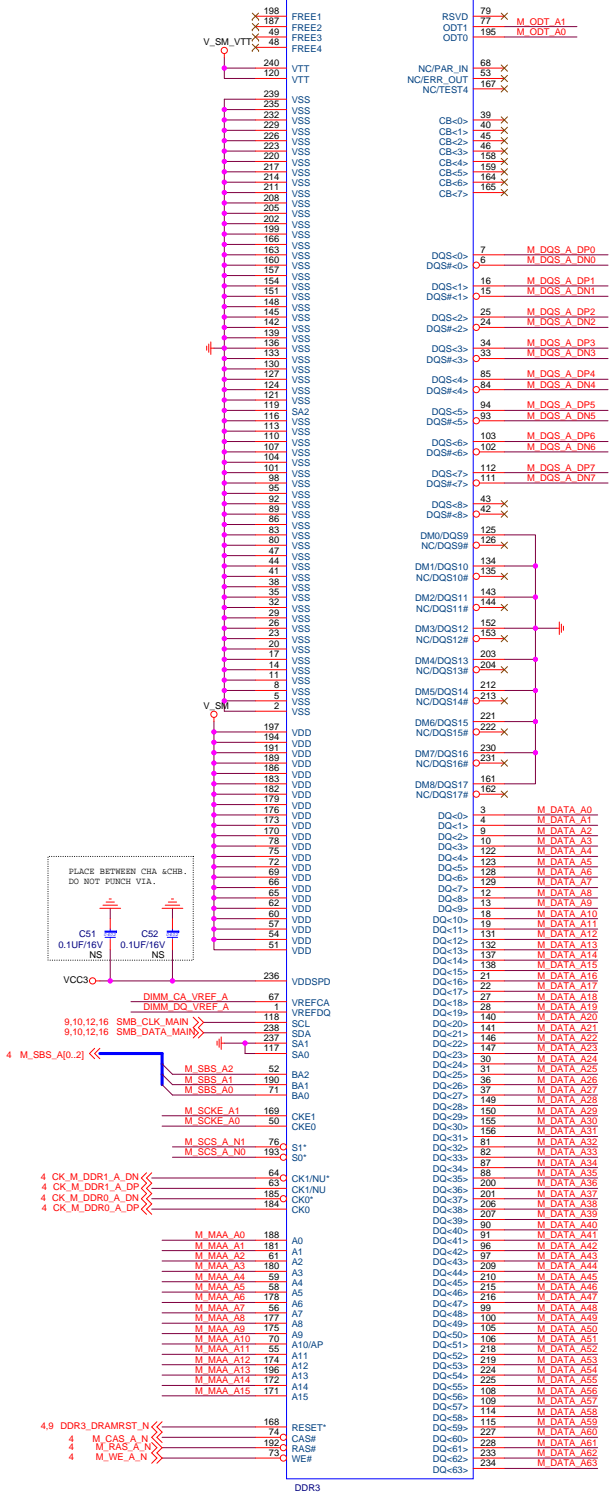 198 FREE1
187 FREE2
49 FREE3
48 FREE4
V_SM_VTT
240 VTT
120 VTT
239 VSS
235 VSS
232 VSS
229 VSS
226 VSS
223 VSS
220 VSS
217 VSS
214 VSS
211 VSS
208 VSS
205 VSS
202 VSS
199 VSS
166 VSS
163 VSS
160 VSS
157 VSS
154 VSS
151 VSS
148 VSS
145 VSS
142 VSS
139 VSS
136 VSS
133 VSS
130 VSS
127 VSS
124 VSS
121 VSS
119 SA2
116 VSS
113 VSS
110 VSS
107 VSS
104 VSS
101 VSS
98 VSS
95 VSS
92 VSS
89 VSS
86 VSS
83 VSS
80 VSS
47 VSS
44 VSS
41 VSS
38 VSS
35 VSS
32 VSS
29 VSS
26 VSS
23 VSS
20 VSS
17 VSS
14 VSS
11 VSS
8 VSS
5 VSS
2 VSS
V_SM
197 VDD
194 VDD
191 VDD
189 VDD
186 VDD
183 VDD
182 VDD
179 VDD
176 VDD
173 VDD
170 VDD
78 VDD
75 VDD
72 VDD
69 VDD
66 VDD
65 VDD
62 VDD
60 VDD
57 VDD
54 VDD
51 VDD
PLACE BETWEEN CHA &CHB.
DO NOT PUNCH VIA.
C51
0.1UF/16V
NS
C52
0.1UF/16V
NS
VCC3 236 VDDSPD
DIMM_CA_VREF_A 67 VREFCA
DIMM_DQ_VREF_A 1 VREFDQ
9,10,12,16 SMB_CLK_MAIN 118 SCL
9,10,12,16 SMB_DATA_MAIN 238 SDA
237 SA1
117 SA0
4 M_SBS_A[0..2]
M_SBS_A2 52 BA2
M_SBS_A1 190 BA1
M_SBS_A0 71 BA0
M_SCKE_A1 169 CKE1
M_SCKE_A0 50 CKE0
M_SCS_A_N1 76 S1*
M_SCS_A_N0 193 S0*
4 CK_M_DDR1_A_DN 64 CK1/NU*
4 CK_M_DDR1_A_DP 63 CK1/NU
4 CK_M_DDR0_A_DN 185 CK0*
4 CK_M_DDR0_A_DP 184 CK0
M_MAA_A0 188 A0
M_MAA_A1 181 A1
M_MAA_A2 61 A2
M_MAA_A3 180 A3
M_MAA_A4 59 A4
M_MAA_A5 58 A5
M_MAA_A6 178 A6
M_MAA_A7 56 A7
M_MAA_A8 177 A8
M_MAA_A9 175 A9
M_MAA_A10 70 A10/AP
M_MAA_A11 55 A11
M_MAA_A12 174 A12
M_MAA_A13 196 A13
M_MAA_A14 172 A14
M_MAA_A15 171 A15
4,9 DDR3_DRAMRST_N 168 RESET*
4 M_CAS_A_N 74 CAS#
4 M_RAS_A_N 192 RAS#
4 M_WE_A_N 73 WE#
RSVD 79
ODT1 77 M_ODT_A1
ODT0 195 M_ODT_A0
NC/PAR_IN 68
NC/ERR_OUT 53
NC/TEST4 167
CB<0> 39
CB<1> 40
CB<2> 45
CB<3> 46
CB<4> 158
CB<5> 159
CB<6> 164
CB<7> 165
DQS<0> 7 M_DQS_A_DP0
DQS#<0> 6 M_DQS_A_DN0
DQS<1> 16 M_DQS_A_DP1
DQS#<1> 15 M_DQS_A_DN1
DQS<2> 25 M_DQS_A_DP2
DQS#<2> 24 M_DQS_A_DN2
DQS<3> 34 M_DQS_A_DP3
DQS#<3> 33 M_DQS_A_DN3
DQS<4> 85 M_DQS_A_DP4
DQS#<4> 84 M_DQS_A_DN4
DQS<5> 94 M_DQS_A_DP5
DQS#<5> 93 M_DQS_A_DN5
DQS<6> 103 M_DQS_A_DP6
DQS#<6> 102 M_DQS_A_DN6
DQS<7> 112 M_DQS_A_DP7
DQS#<7> 111 M_DQS_A_DN7
DQS<8> 43
DQS#<8> 42
DM0/DQS9 125
NC/DQS9# 126
DM1/DQS10 134
NC/DQS10# 135
DM2/DQS11 143
NC/DQS11# 144
DM3/DQS12 152
NC/DQS12# 153
DM4/DQS13 203
NC/DQS13# 204
DM5/DQS14 212
NC/DQS14# 213
DM6/DQS15 221
NC/DQS15# 222
DM7/DQS16 230
NC/DQS16# 231
DM8/DQS17 161
NC/DQS17# 162
DQ<0> 3 M_DATA_A0
DQ<1> 4 M_DATA_A1
DQ<2> 9 M_DATA_A2
DQ<3> 10 M_DATA_A3
DQ<4> 122 M_DATA_A4
DQ<5> 123 M_DATA_A5
DQ<6> 128 M_DATA_A6
DQ<7> 129 M_DATA_A7
DQ<8> 12 M_DATA_A8
DQ<9> 13 M_DATA_A9
DQ<10> 18 M_DATA_A10
DQ<11> 19 M_DATA_A11
DQ<12> 131 M_DATA_A12
DQ<13> 132 M_DATA_A13
DQ<14> 137 M_DATA_A14
DQ<15> 138 M_DATA_A15
DQ<16> 21 M_DATA_A16
DQ<17> 22 M_DATA_A17
DQ<18> 27 M_DATA_A18
DQ<19> 28 M_DATA_A19
DQ<20> 140 M_DATA_A20
DQ<21> 141 M_DATA_A21
DQ<22> 146 M_DATA_A22
DQ<23> 147 M_DATA_A23
DQ<24> 30 M_DATA_A24
DQ<25> 31 M_DATA_A25
DQ<26> 36 M_DATA_A26
DQ<27> 37 M_DATA_A27
DQ<28> 149 M_DATA_A28
DQ<29> 150 M_DATA_A29
DQ<30> 155 M_DATA_A30
DQ<31> 156 M_DATA_A31
DQ<32> 81 M_DATA_A32
DQ<33> 82 M_DATA_A33
DQ<34> 87 M_DATA_A34
DQ<35> 88 M_DATA_A35
DQ<36> 200 M_DATA_A36
DQ<37> 201 M_DATA_A37
DQ<38> 206 M_DATA_A38
DQ<39> 207 M_DATA_A39
DQ<40> 90 M_DATA_A40
DQ<41> 91 M_DATA_A41
DQ<42> 96 M_DATA_A42
DQ<43> 97 M_DATA_A43
DQ<44> 209 M_DATA_A44
DQ<45> 210 M_DATA_A45
DQ<46> 215 M_DATA_A46
DQ<47> 216 M_DATA_A47
DQ<48> 99 M_DATA_A48
DQ<49> 100 M_DATA_A49
DQ<50> 105 M_DATA_A50
DQ<51> 106 M_DATA_A51
DQ<52> 218 M_DATA_A52
DQ<53> 219 M_DATA_A53
DQ<54> 224 M_DATA_A54
DQ<55> 225 M_DATA_A55
DQ<56> 108 M_DATA_A56
DQ<57> 109 M_DATA_A57
DQ<58> 114 M_DATA_A58
DQ<59> 115 M_DATA_A59
DQ<60> 227 M_DATA_A60
DQ<61> 228 M_DATA_A61
DQ<62> 233 M_DATA_A62
DQ<63> 234 M_DATA_A63
DDR3